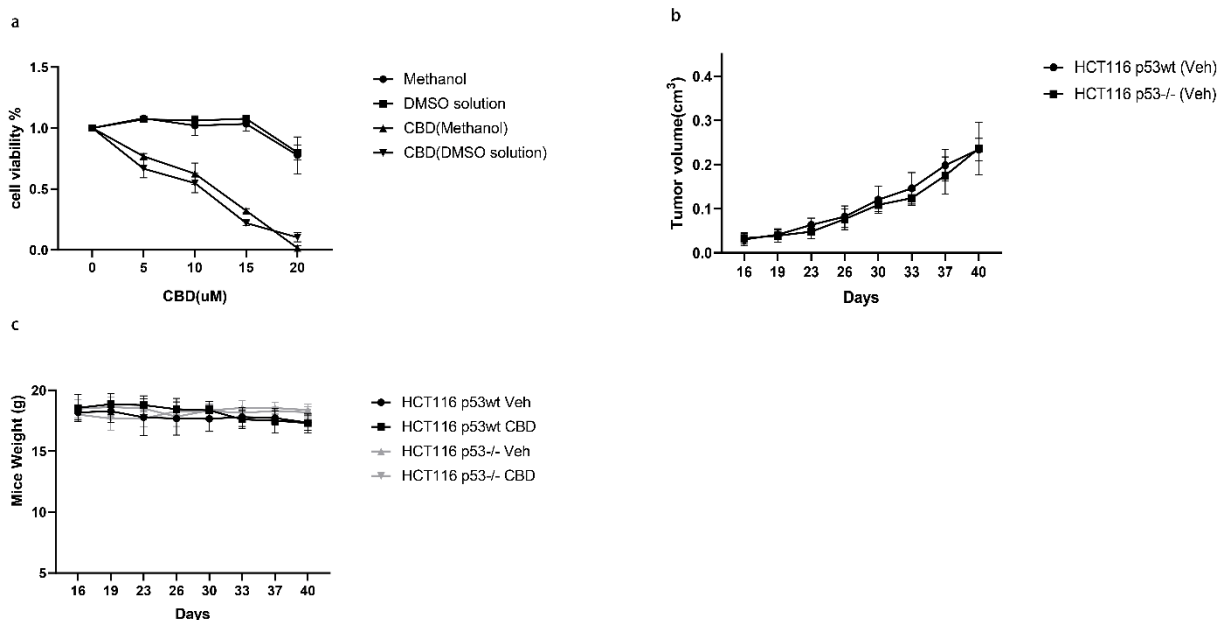 a
cell viability %
1.5
1.0
0.5
0.0
0 5 10 15 20
CBD(uM)
Methanol
DMSO solution
CBD(Methanol)
CBD(DMSO solution)
b
Tumor volume(cm³)
0.4
0.3
0.2
0.1
0.0
16 19 23 26 30 33 37 40
Days
HCT116 p53wt (Veh)
HCT116 p53-/- (Veh)
c
Mice Weight (g)
20
15
10
5
16 19 23 26 30 33 37 40
Days
HCT116 p53wt Veh
HCT116 p53wt CBD
HCT116 p53-/- Veh
HCT116 p53-/- CBD